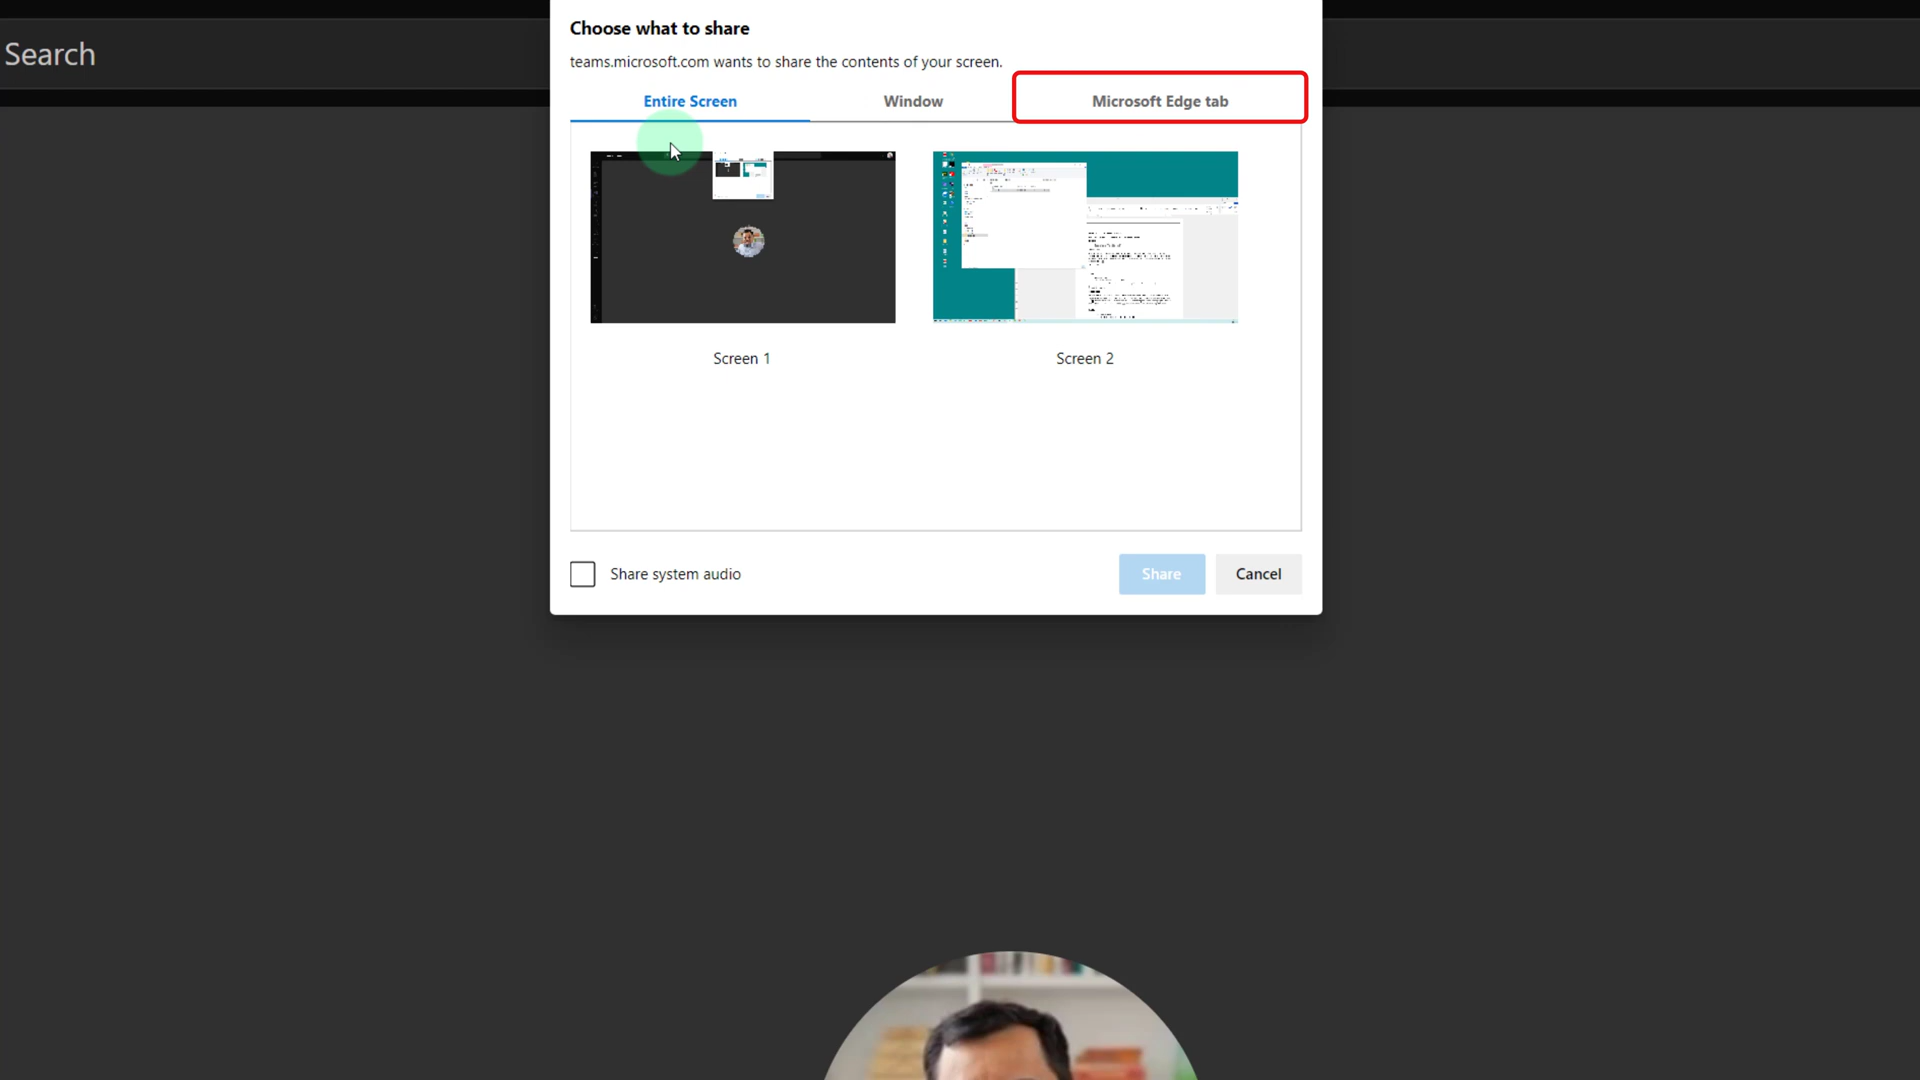 Search
Choose what to share
teams.microsoft.com wants to share the contents of your screen.
Entire Screen
Window
Microsoft Edge tab
Screen 1
Screen 2
Share system audio
Share
Cancel